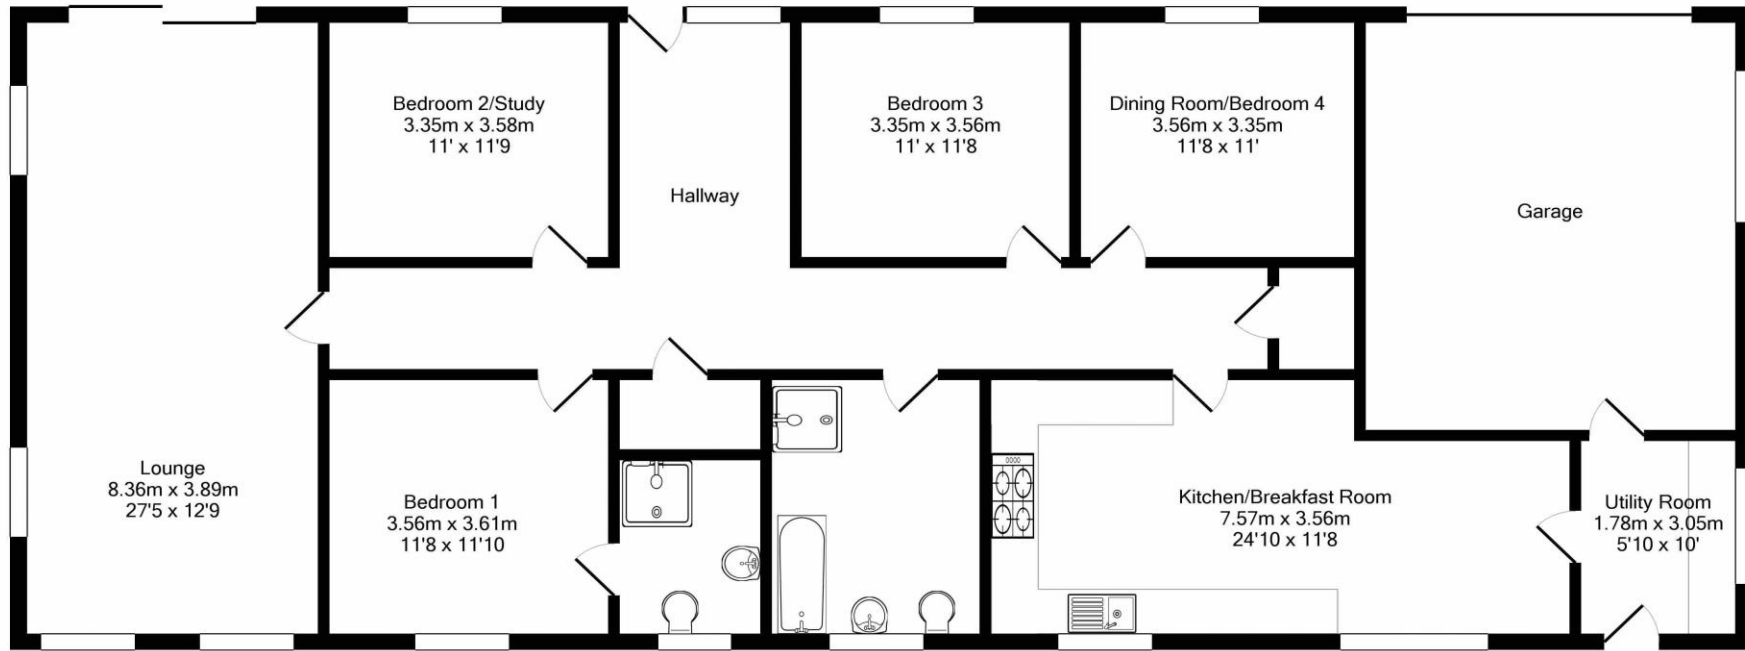 Bedroom 2/Study
3.35m x 3.58m
11' x 11'9
Bedroom 3
3.35m x 3.56m
11' x 11'8
Dining Room/Bedroom 4
3.56m x 3.35m
11'8 x 11'
Hallway
Garage
Lounge
8.36m x 3.89m
27'5 x 12'9
Bedroom 1
3.56m x 3.61m
11'8 x 11'10
Kitchen/Breakfast Room
7.57m x 3.56m
24'10 x 11'8
Utility Room
1.78m x 3.05m
5'10 x 10'